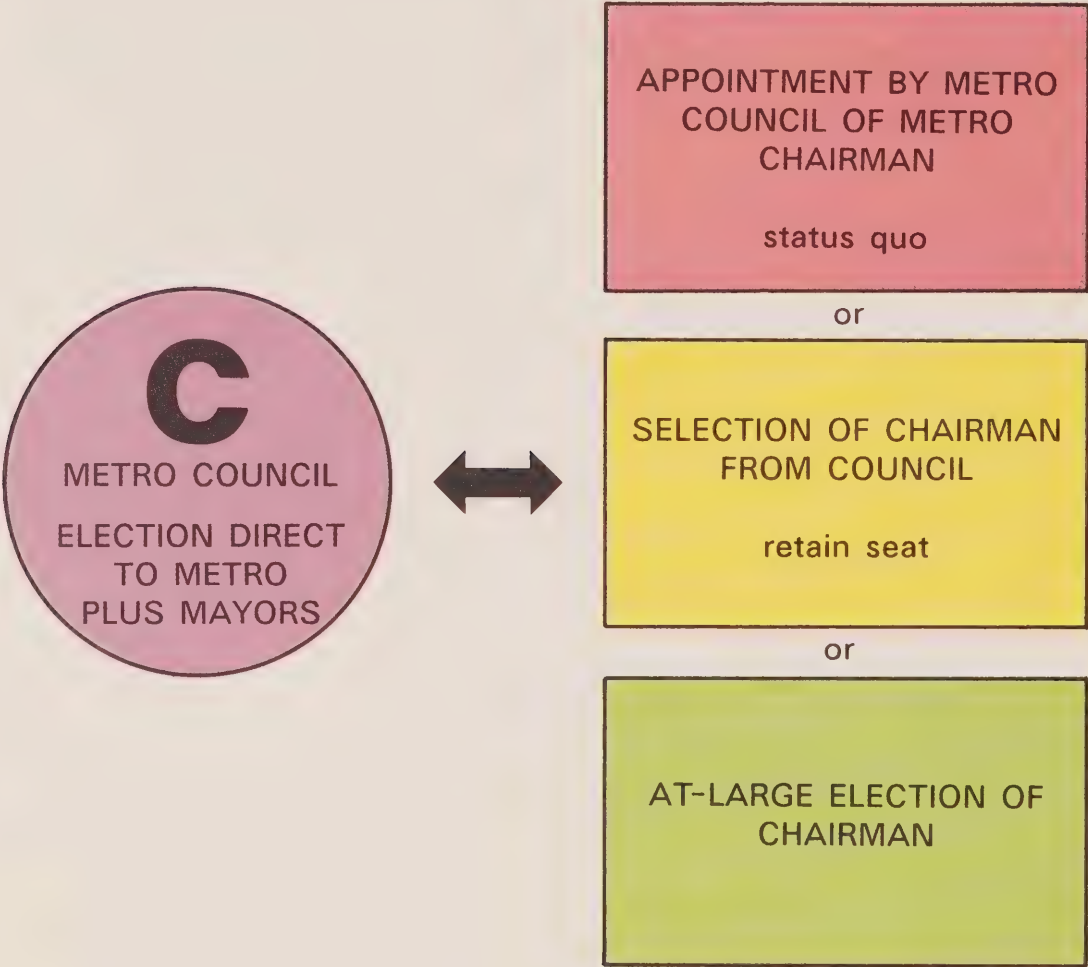 C
METRO COUNCIL
ELECTION DIRECT
TO METRO
PLUS MAYORS
APPOINTMENT BY METRO
COUNCIL OF METRO
CHAIRMAN
status quo
or
SELECTION OF CHAIRMAN
FROM COUNCIL
retain seat
or
AT-LARGE ELECTION OF
CHAIRMAN